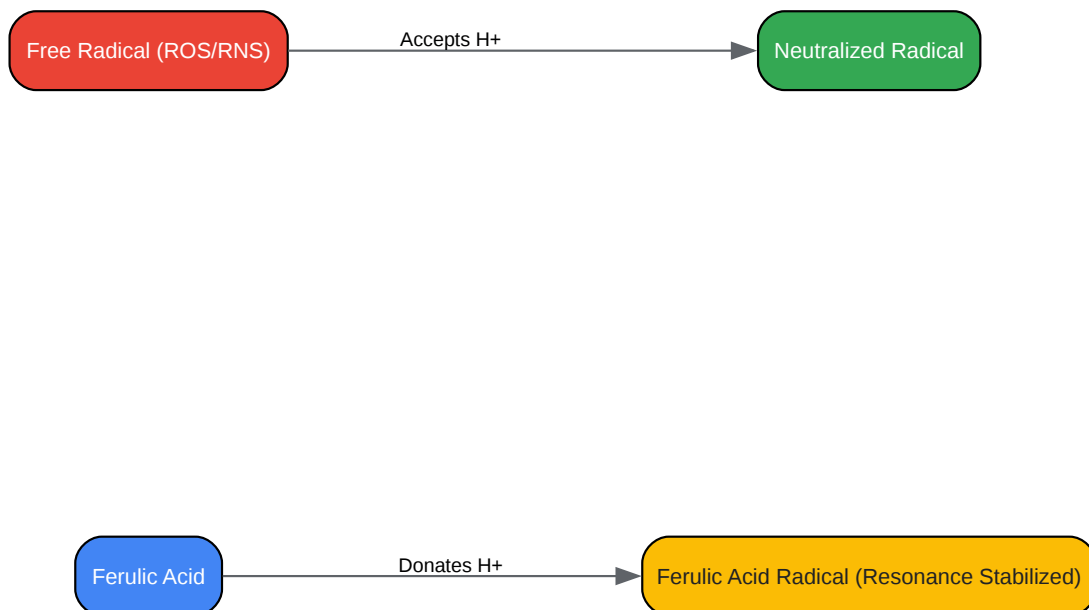 Free Radical (ROS/RNS)
Accepts H+
Neutralized Radical
Ferulic Acid
Donates H+
Ferulic Acid Radical (Resonance Stabilized)